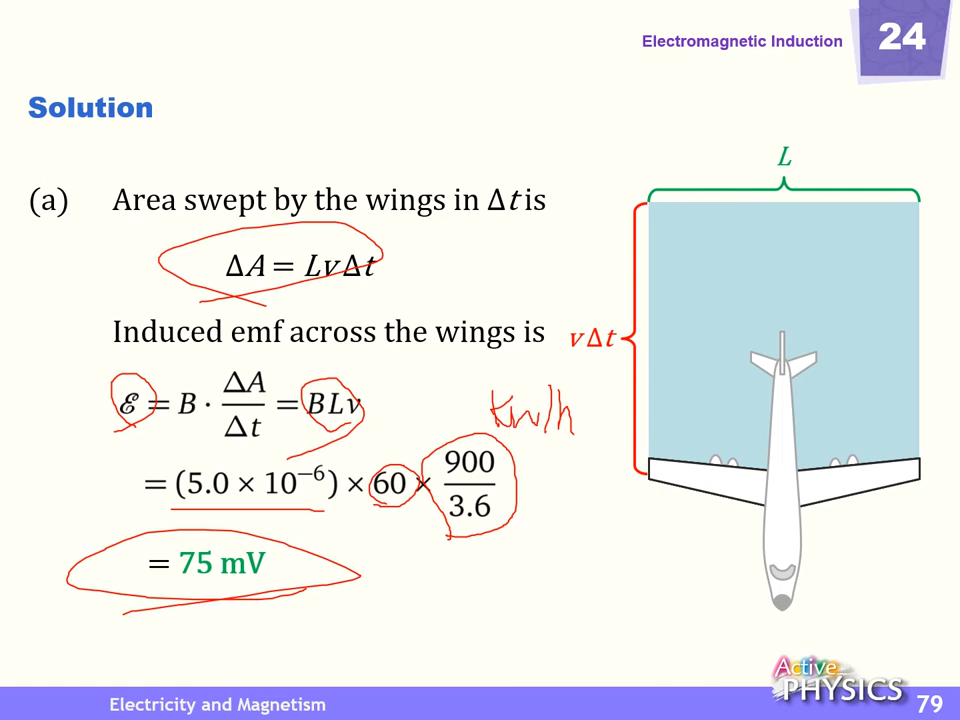 Electromagnetic Induction 24
Solution
(a) Area swept by the wings in Δt is
ΔA = LvΔt
Induced emf across the wings is
ℰ = B · ΔA/Δt = BLv
= (5.0 × 10⁻⁶) × 60 × 900/3.6
= 75 mV
km/h
L
vΔt
Active PHYSICS
Electricity and Magnetism 79